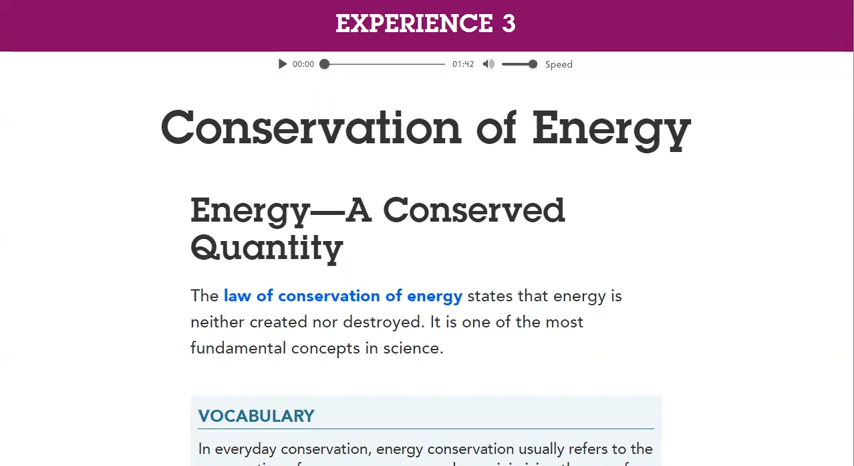 EXPERIENCE 3
00:00 01:42 Speed
Conservation of Energy
Energy—A Conserved
Quantity
The law of conservation of energy states that energy is
neither created nor destroyed. It is one of the most
fundamental concepts in science.
VOCABULARY
In everyday conservation, energy conservation usually refers to the